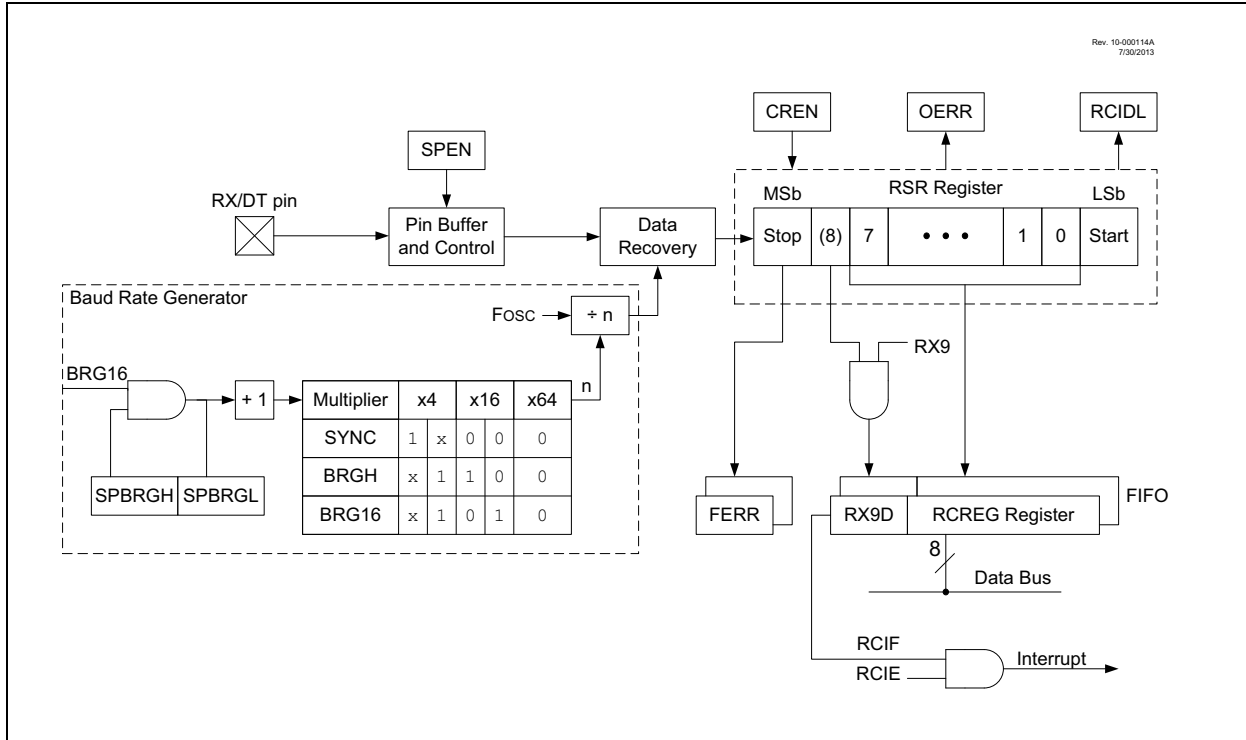 Rev. 10-000114A
7/30/2013
CREN
OERR
RCIDL
SPEN
MSb
RSR Register
LSb
RX/DT pin
Pin Buffer
and Control
Data
Recovery
Stop
(8)
7
• • •
1
0
Start
Baud Rate Generator
FOSC
÷ n
RX9
BRG16
n
+ 1
Multiplier x4 x16 x64
SYNC 1 x 0 0 0
BRGH x 1 1 0 0
BRG16 x 1 0 1 0
SPBRGH SPBRGL
FERR
RX9D
RCREG Register
FIFO
8
Data Bus
RCIF
RCIE
Interrupt